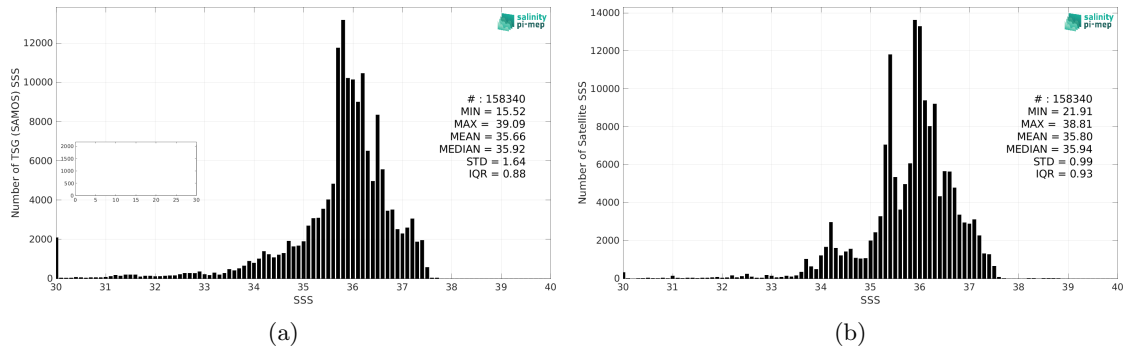 salinity
pi-mep
12000
10000
8000
6000
4000
2000
0
Number of TSG (SAMOS) SSS
# : 158340
MIN = 15.52
MAX = 39.09
MEAN = 35.66
MEDIAN = 35.92
STD = 1.64
IQR = 0.88
2000
1500
1000
500
0
0 5 10 15 20 25 30
30 31 32 33 34 35 36 37 38 39 40
SSS
(a)
salinity
pi-mep
14000
12000
10000
8000
6000
4000
2000
0
Number of Satellite SSS
# : 158340
MIN = 21.91
MAX = 38.81
MEAN = 35.80
MEDIAN = 35.94
STD = 0.99
IQR = 0.93
30 31 32 33 34 35 36 37 38 39 40
SSS
(b)